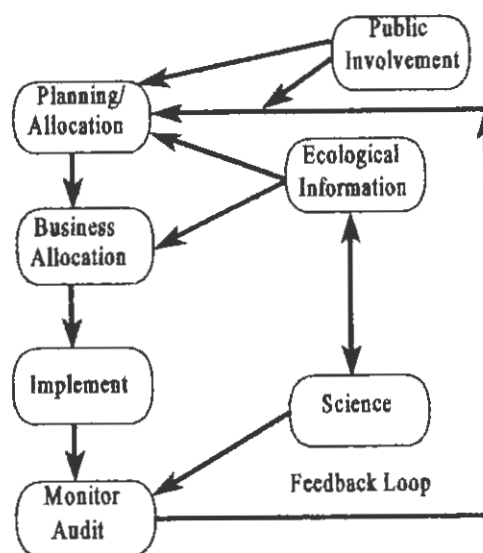 Public
Involvement
Planning/
Allocation
Ecological
Information
Business
Allocation
Implement
Science
Feedback Loop
Monitor
Audit